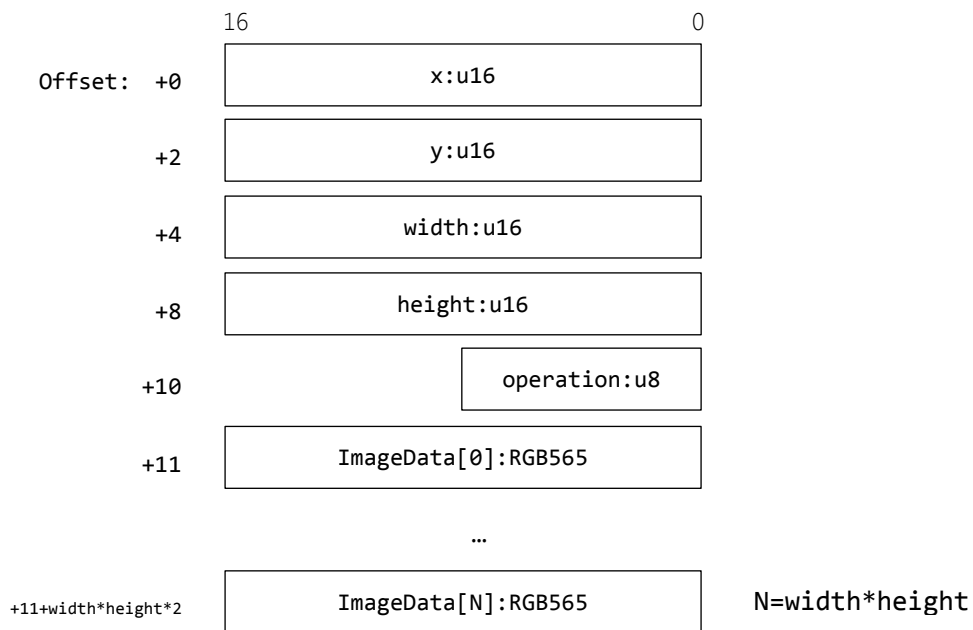 16 0
Offset: +0 x:u16
+2 y:u16
+4 width:u16
+8 height:u16
+10 operation:u8
+11 ImageData[0]:RGB565
…
+11+width*height*2 ImageData[N]:RGB565 N=width*height